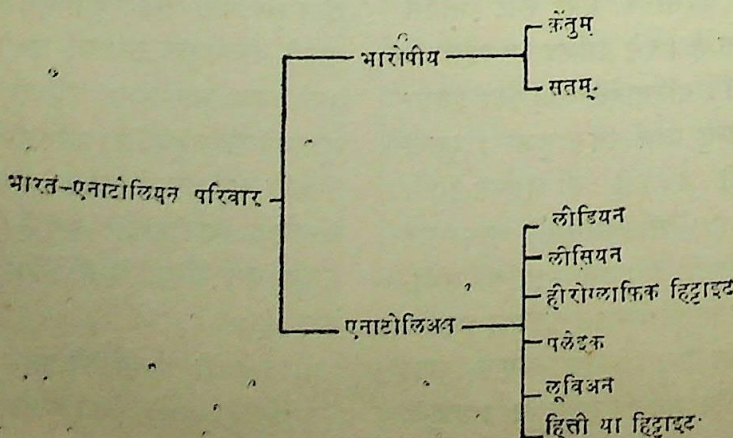 केंतुम्
भारोपीय
सतम्
भारत-एनाटोलियन परिवार
लीडियन
लीसियन
हीरोग्लाफिक हिट्टाइट
एनाटोलिअन
पलेइक
लूविअन
हित्ती या हिट्टाइट